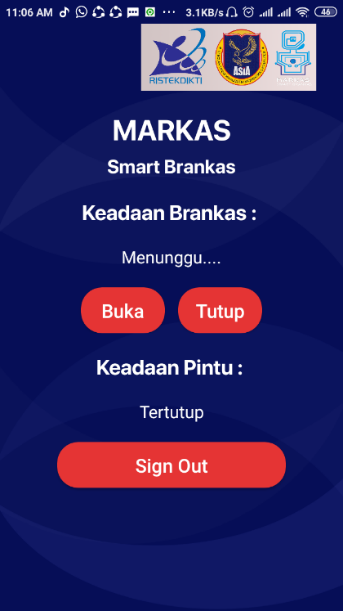 11:06 AM ... 3.1KB/s 46
RISTEKDIKTI
ASIA
MARKAS
Smart Brankas
Keadaan Brankas :
Menunggu....
Buka Tutup
Keadaan Pintu :
Tertutup
Sign Out